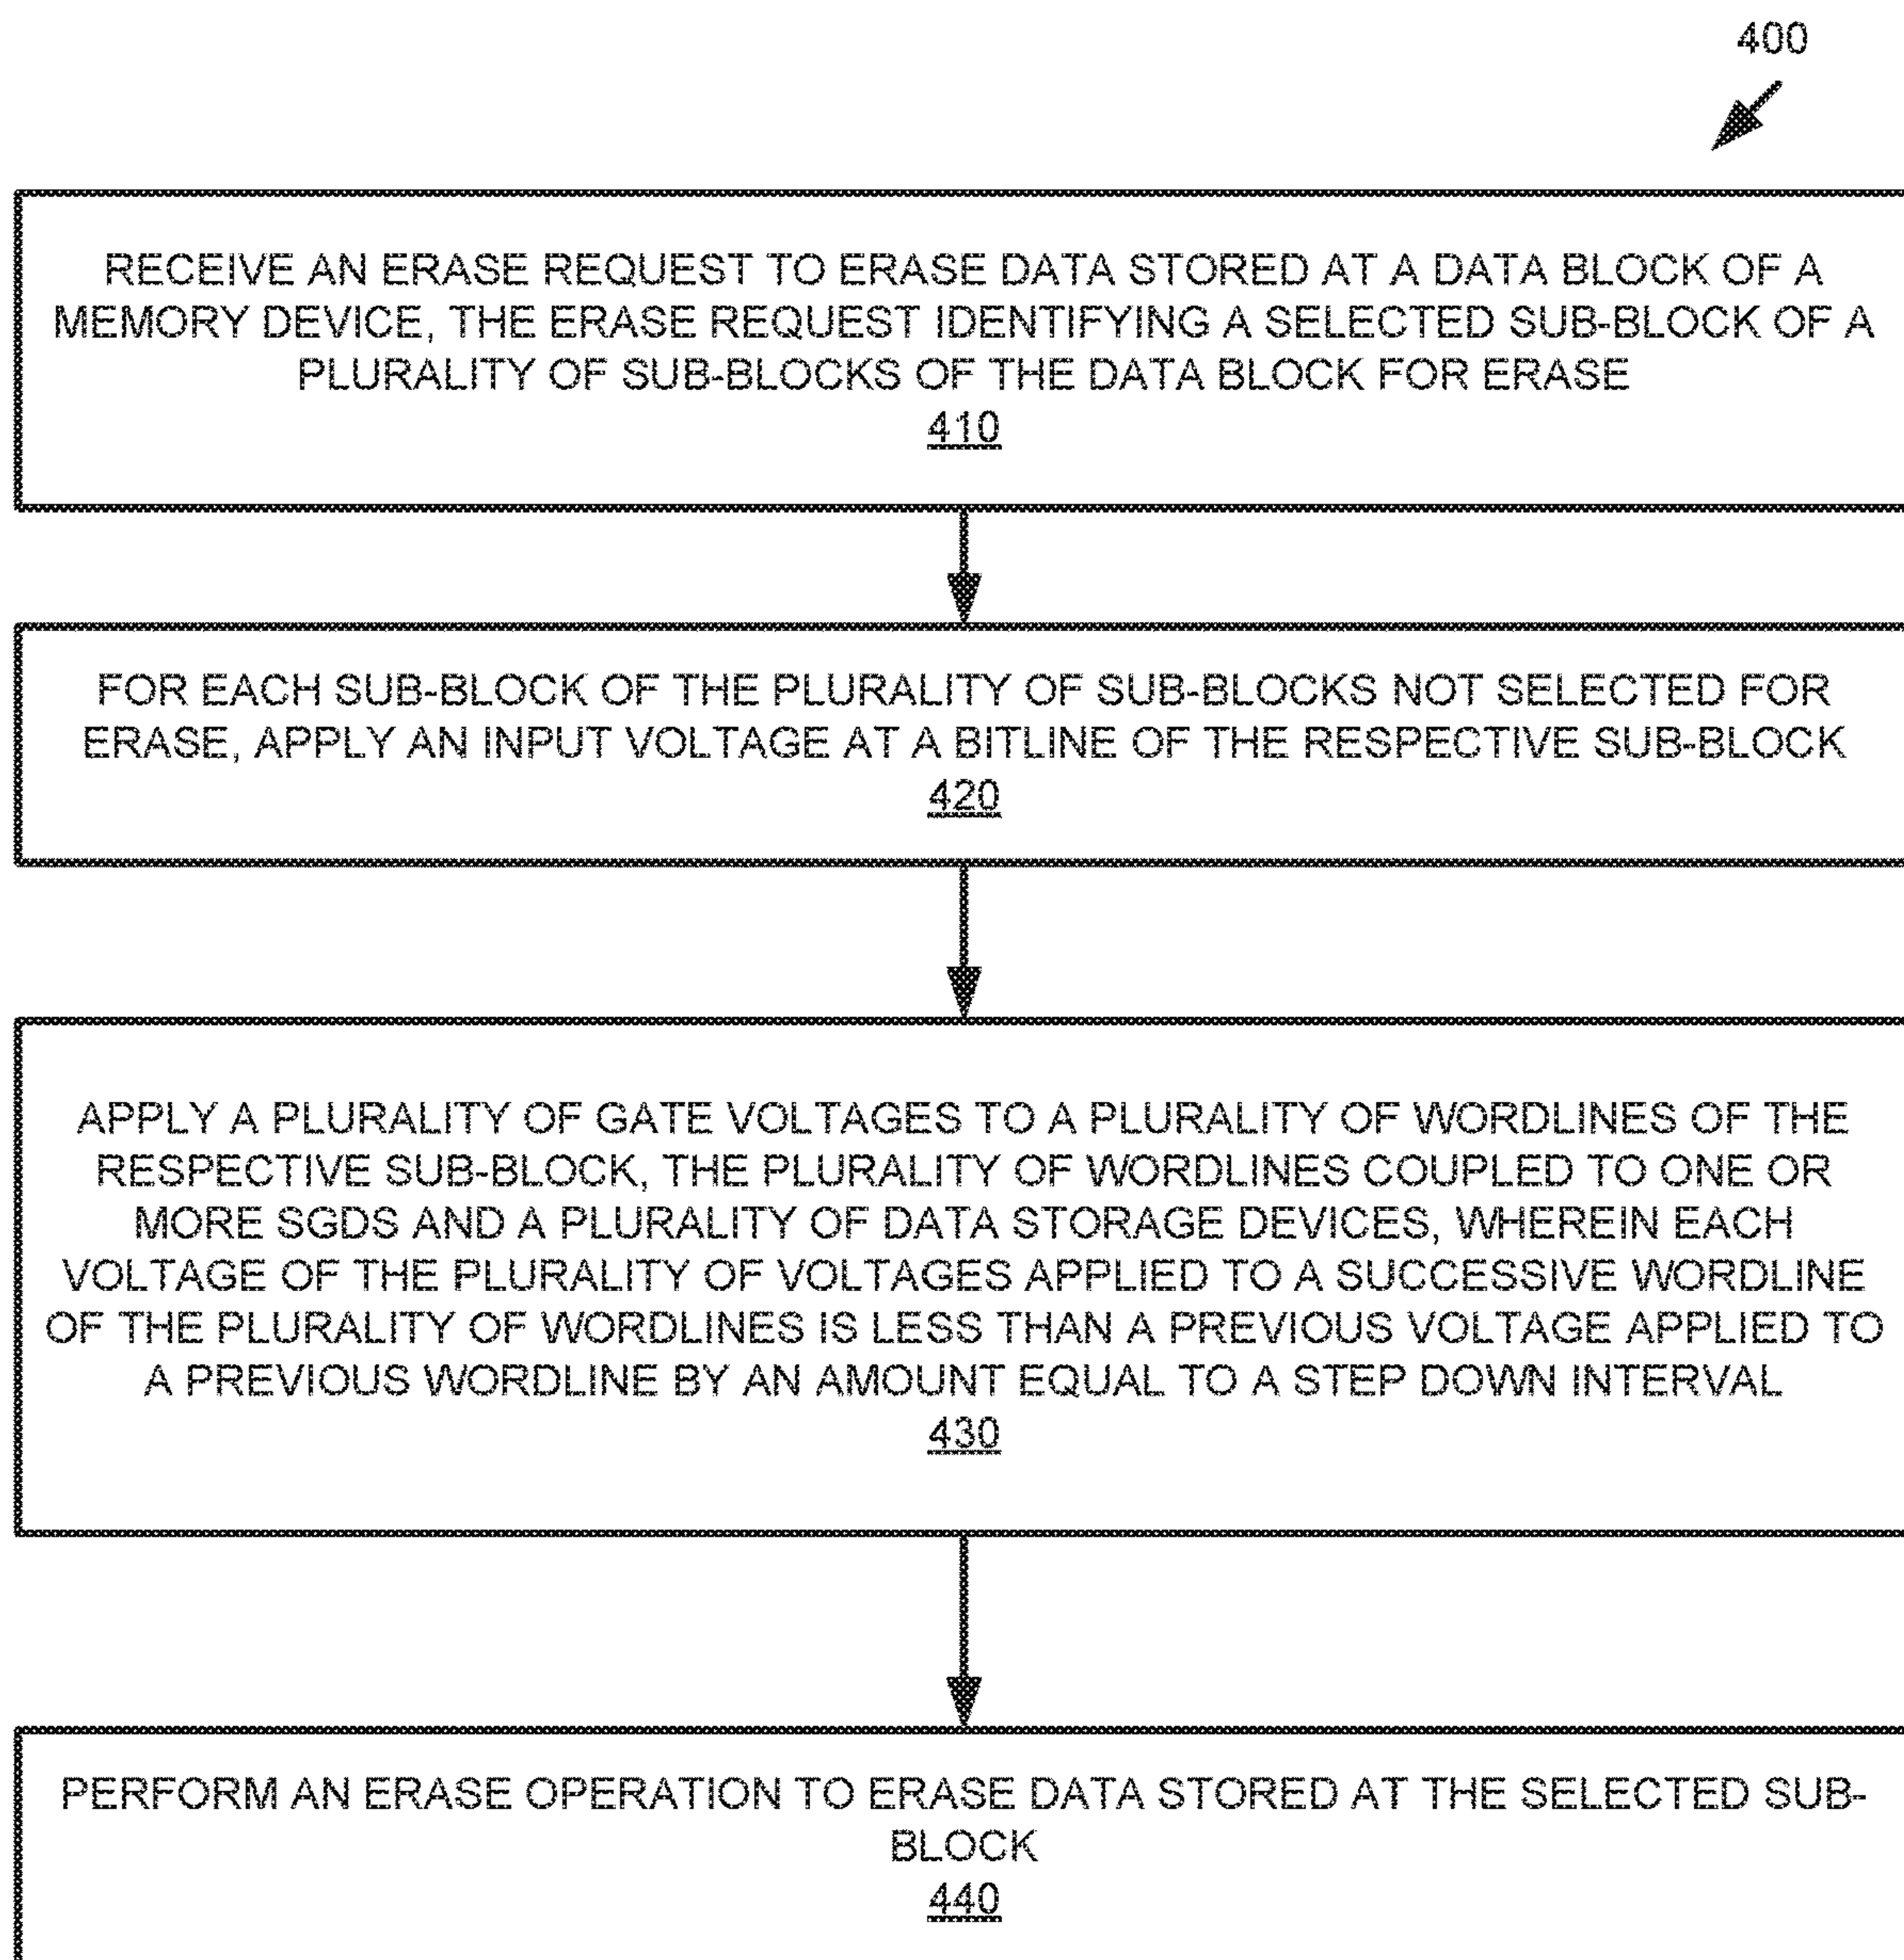 400
RECEIVE AN ERASE REQUEST TO ERASE DATA STORED AT A DATA BLOCK OF A
MEMORY DEVICE, THE ERASE REQUEST IDENTIFYING A SELECTED SUB-BLOCK OF A
PLURALITY OF SUB-BLOCKS OF THE DATA BLOCK FOR ERASE
410
FOR EACH SUB-BLOCK OF THE PLURALITY OF SUB-BLOCKS NOT SELECTED FOR
ERASE, APPLY AN INPUT VOLTAGE AT A BITLINE OF THE RESPECTIVE SUB-BLOCK
420
APPLY A PLURALITY OF GATE VOLTAGES TO A PLURALITY OF WORDLINES OF THE
RESPECTIVE SUB-BLOCK, THE PLURALITY OF WORDLINES COUPLED TO ONE OR
MORE SGDS AND A PLURALITY OF DATA STORAGE DEVICES, WHEREIN EACH
VOLTAGE OF THE PLURALITY OF VOLTAGES APPLIED TO A SUCCESSIVE WORDLINE
OF THE PLURALITY OF WORDLINES IS LESS THAN A PREVIOUS VOLTAGE APPLIED TO
A PREVIOUS WORDLINE BY AN AMOUNT EQUAL TO A STEP DOWN INTERVAL
430
PERFORM AN ERASE OPERATION TO ERASE DATA STORED AT THE SELECTED SUB-
BLOCK
440